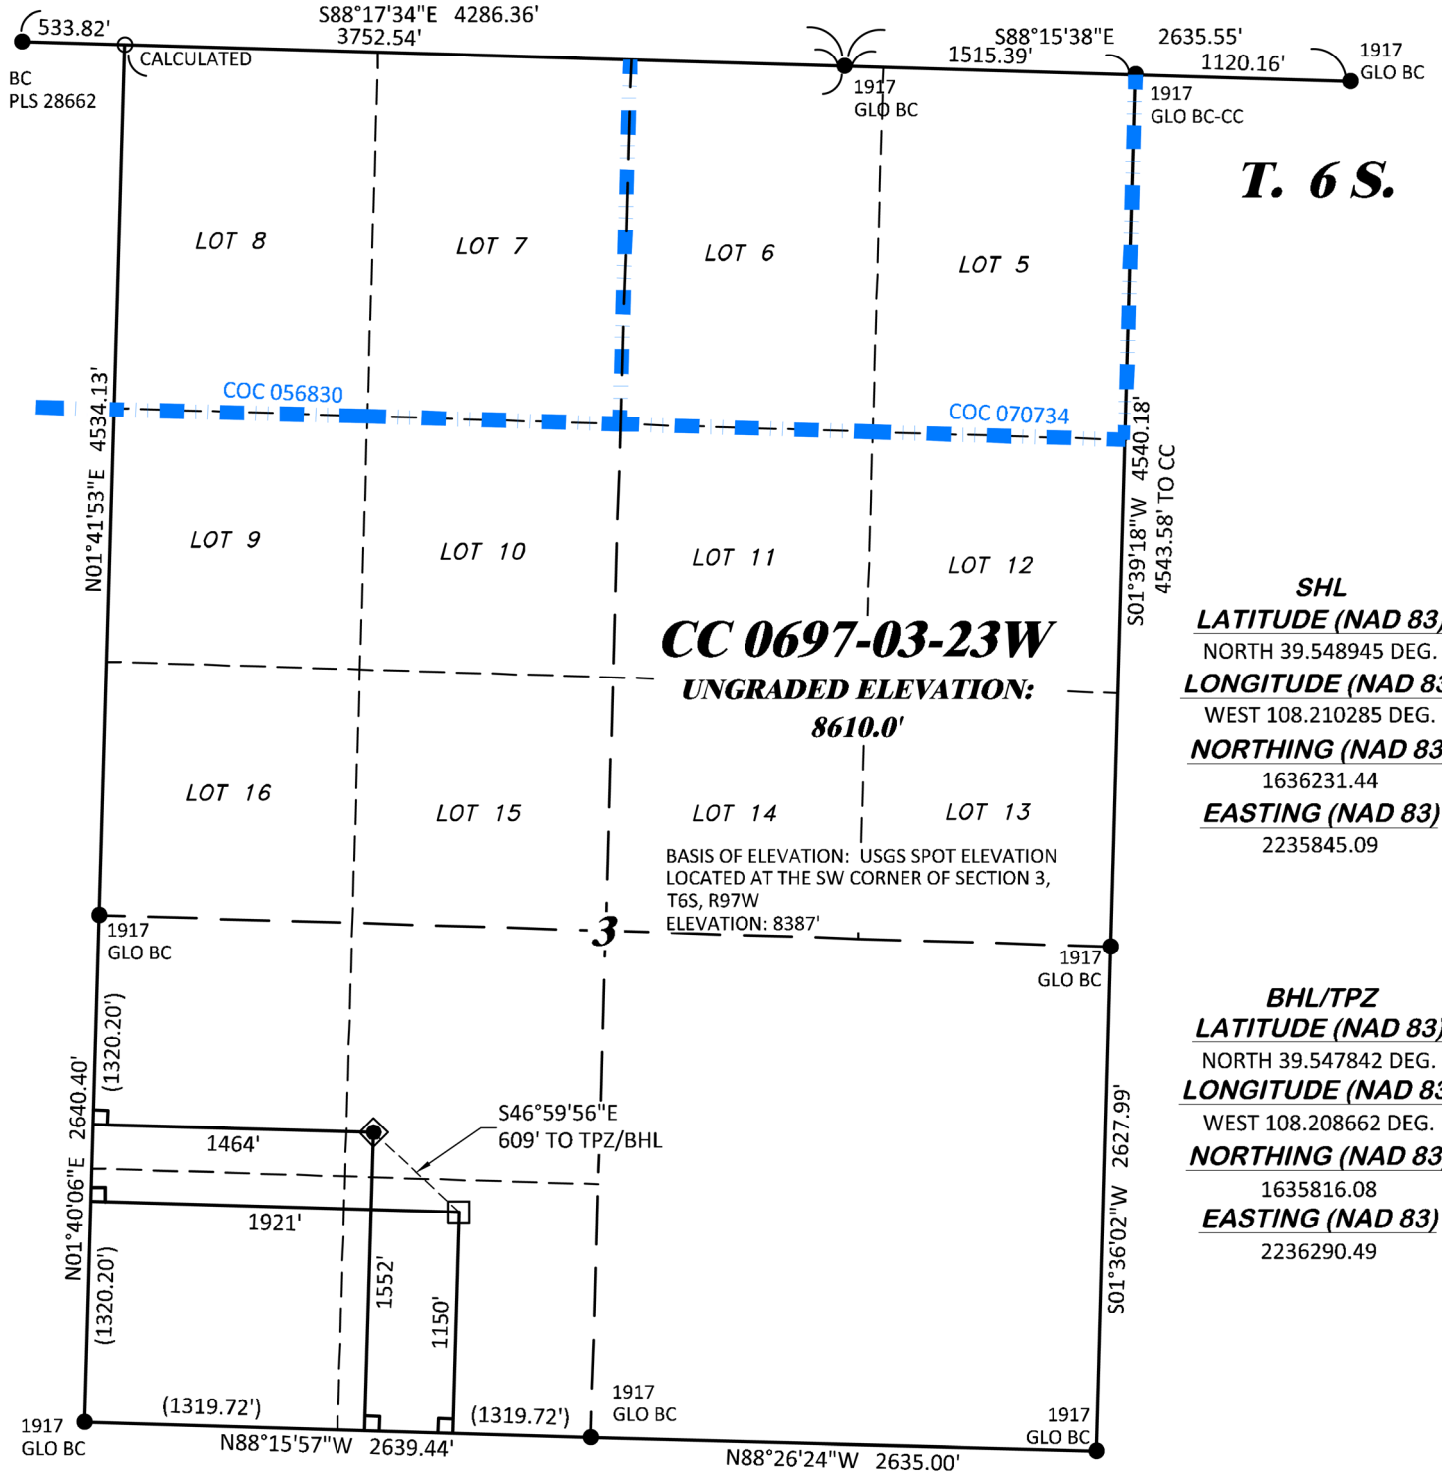 S88°17'34"E 4286.36'
533.82'
3752.54'
CALCULATED
BC
PLS 28662
S88°15'38"E 2635.55'
1515.39'
1120.16'
1917
GLO BC
1917
GLO BC
1917
GLO BC-CC
T. 6 S.
LOT 8
LOT 7
LOT 6
LOT 5
COC 056830
COC 070734
N01°41'53"E 4534.13'
S01°39'18"W 4540.18'
4543.58' TO CC
LOT 9
LOT 10
LOT 11
LOT 12
CC 0697-03-23W
UNGRADED ELEVATION:
8610.0'
SHL
LATITUDE (NAD 83)
NORTH 39.548945 DEG.
LONGITUDE (NAD 83
WEST 108.210285 DEG.
NORTHING (NAD 83
1636231.44
EASTING (NAD 83)
2235845.09
LOT 16
LOT 15
LOT 14
LOT 13
BASIS OF ELEVATION: USGS SPOT ELEVATION
LOCATED AT THE SW CORNER OF SECTION 3,
T6S, R97W
ELEVATION: 8387'
3
1917
GLO BC
1917
GLO BC
BHL/TPZ
LATITUDE (NAD 83)
NORTH 39.547842 DEG.
LONGITUDE (NAD 83
WEST 108.208662 DEG.
NORTHING (NAD 83
1635816.08
EASTING (NAD 83)
2236290.49
(1320.20')
N01°40'06"E 2640.40'
(1320.20')
1464'
S46°59'56"E
609' TO TPZ/BHL
1921'
1552'
1150'
S01°36'02"W 2627.99'
(1319.72')
(1319.72')
1917
GLO BC
1917
GLO BC
1917
GLO BC
N88°15'57"W 2639.44'
N88°26'24"W 2635.00'